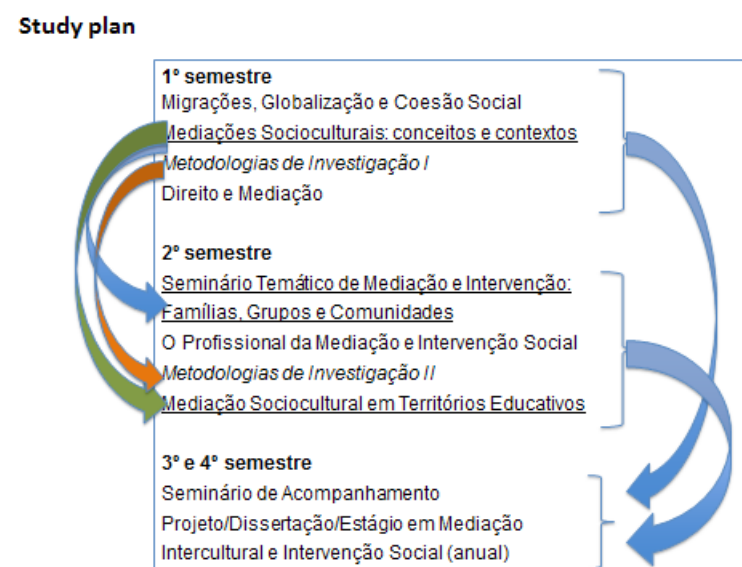 Study plan
1º semestre
Migrações, Globalização e Coesão Social
Mediações Socioculturais: conceitos e contextos
Metodologias de Investigação I
Direito e Mediação
2º semestre
Seminário Temático de Mediação e Intervenção:
Famílias, Grupos e Comunidades
O Profissional da Mediação e Intervenção Social
Metodologias de Investigação II
Mediação Sociocultural em Territórios Educativos
3º e 4º semestre
Seminário de Acompanhamento
Projeto/Dissertação/Estágio em Mediação
Intercultural e Intervenção Social (anual)